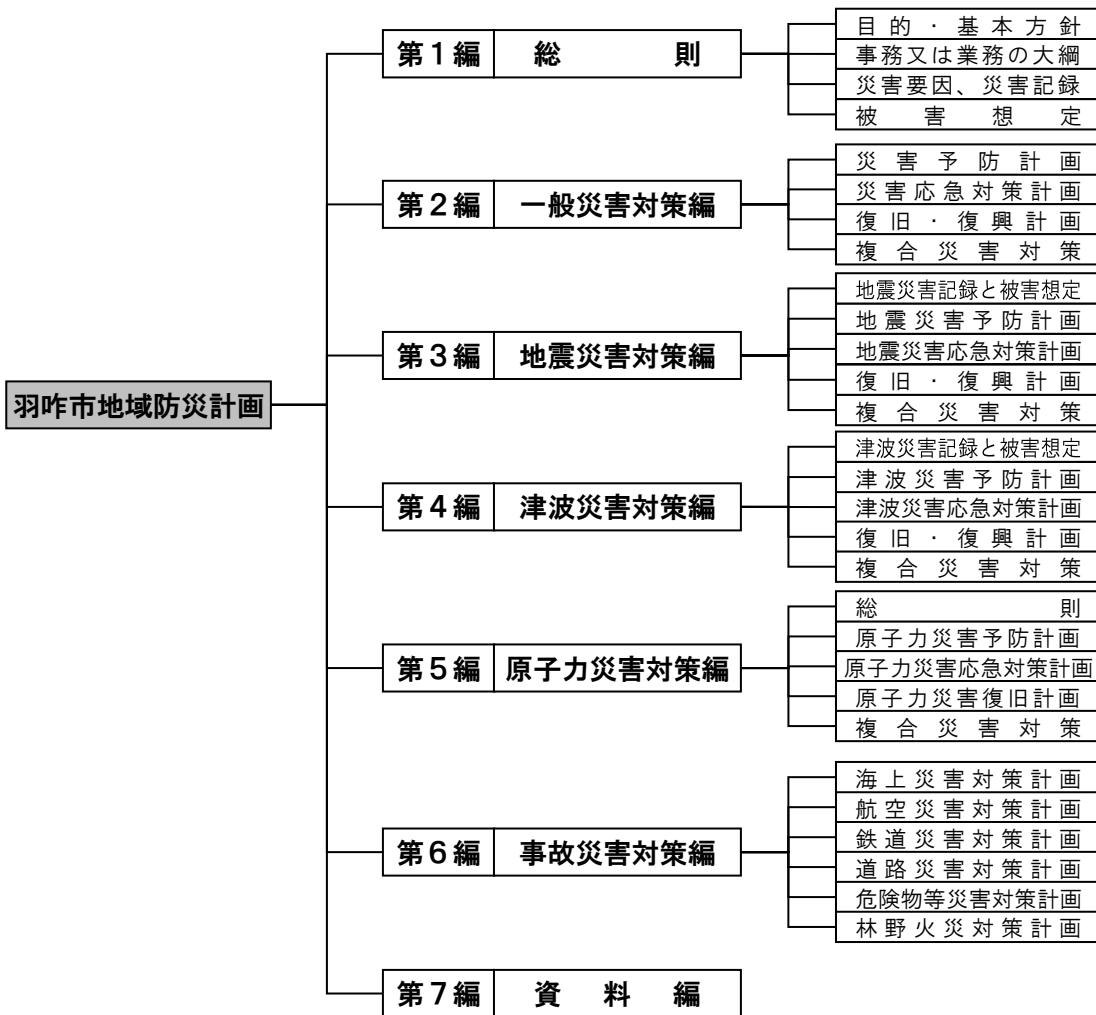 羽咋市地域防災計画
第1編 総則
目的・基本方針
事務又は業務の大綱
災害要因、災害記録
被害想定
第2編 一般災害対策編
災害予防計画
災害応急対策計画
復旧・復興計画
複合災害対策
第3編 地震災害対策編
地震災害記録と被害想定
地震災害予防計画
地震災害応急対策計画
復旧・復興計画
複合災害対策
第4編 津波災害対策編
津波災害記録と被害想定
津波災害予防計画
津波災害応急対策計画
復旧・復興計画
複合災害対策
第5編 原子力災害対策編
総則
原子力災害予防計画
原子力災害応急対策計画
原子力災害復旧計画
複合災害対策
第6編 事故災害対策編
海上災害対策計画
航空災害対策計画
鉄道災害対策計画
道路災害対策計画
危険物等災害対策計画
林野火災対策計画
第7編 資料編